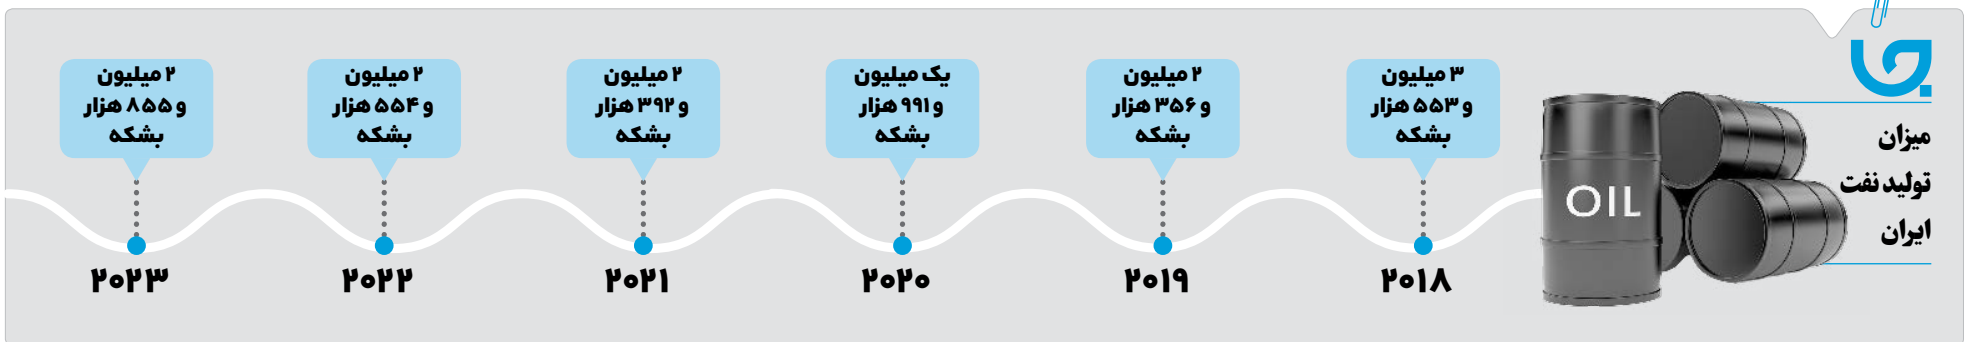 میزان
تولید نفت
ایران
OIL
۳ میلیون
و ۵۵۳ هزار
بشکه
۲۰۱۸
۲ میلیون
و ۳۵۶ هزار
بشکه
۲۰۱۹
یک میلیون
و ۹۹۱ هزار
بشکه
۲۰۲۰
۲ میلیون
و ۳۹۲ هزار
بشکه
۲۰۲۱
۲ میلیون
و ۵۵۴ هزار
بشکه
۲۰۲۲
۲ میلیون
و ۸۵۵ هزار
بشکه
۲۰۲۳